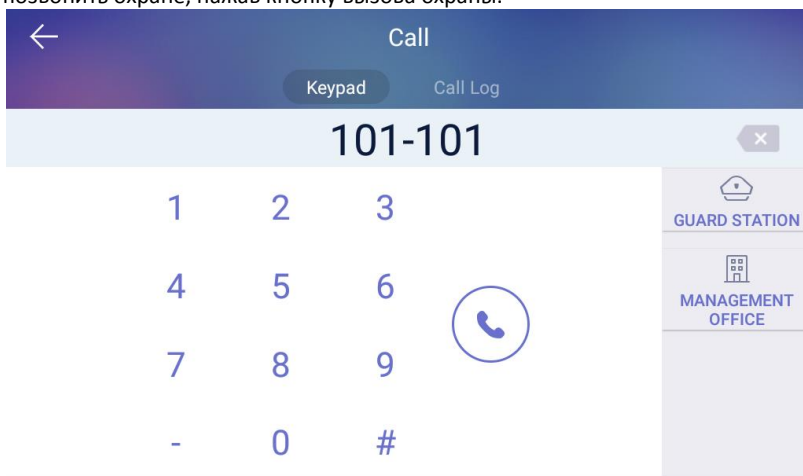 позвонить охране, нажав кнопку вызова охраны.
Call
Keypad Call Log
101-101
1 2 3
GUARD STATION
4 5 6
MANAGEMENT
OFFICE
7 8 9
- 0 #